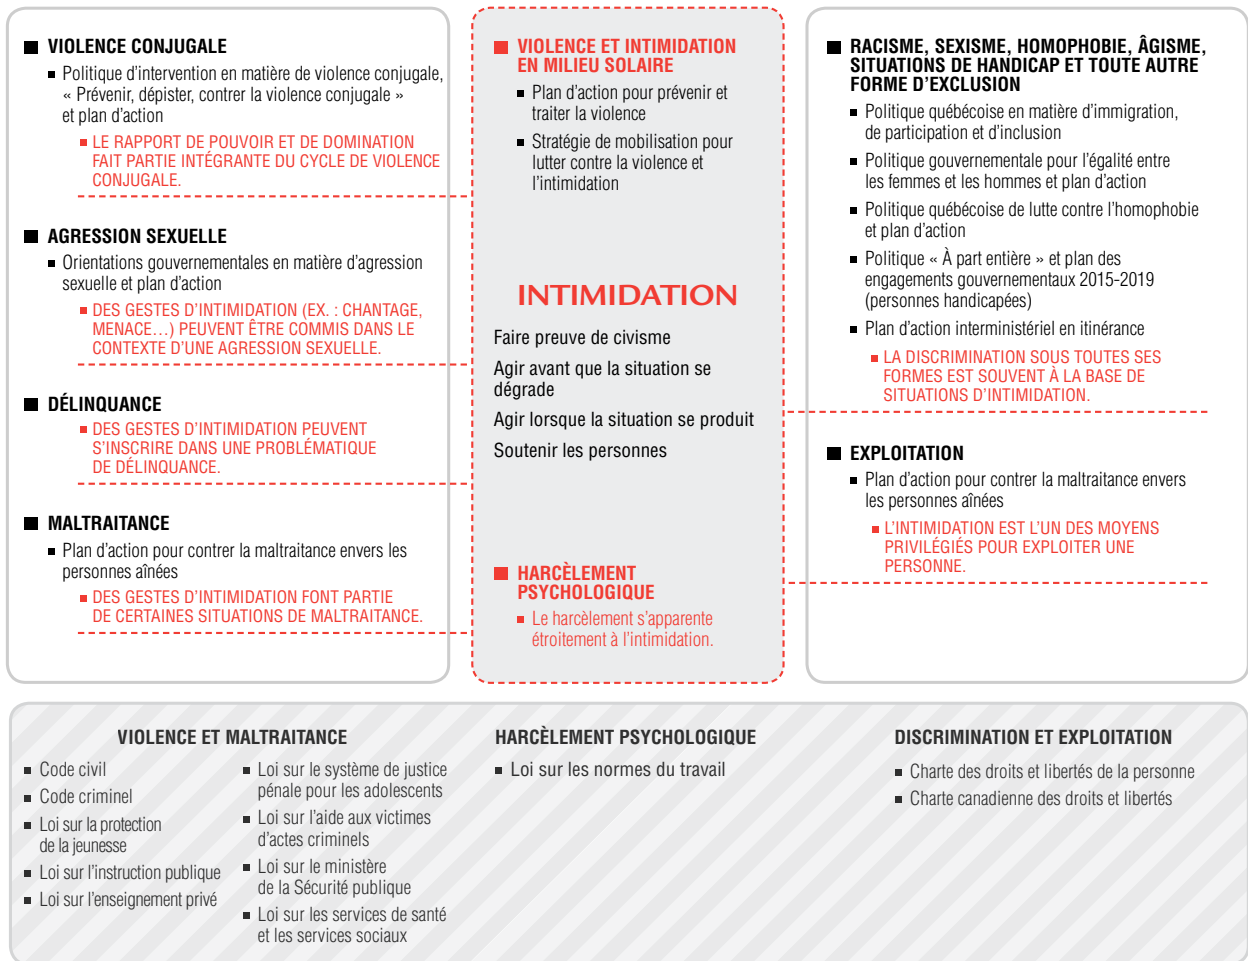 VIOLENCE CONJUGALE
Politique d’intervention en matière de violence conjugale,
« Prévenir, dépister, contrer la violence conjugale »
et plan d’action
LE RAPPORT DE POUVOIR ET DE DOMINATION
FAIT PARTIE INTÉGRANTE DU CYCLE DE VIOLENCE
CONJUGALE.
AGRESSION SEXUELLE
Orientations gouvernementales en matière d’agression
sexuelle et plan d’action
DES GESTES D’INTIMIDATION (EX. : CHANTAGE,
MENACE…) PEUVENT ÊTRE COMMIS DANS LE
CONTEXTE D’UNE AGRESSION SEXUELLE.
DÉLINQUANCE
DES GESTES D’INTIMIDATION PEUVENT
S’INSCRIRE DANS UNE PROBLÉMATIQUE
DE DÉLINQUANCE.
MALTRAITANCE
Plan d’action pour contrer la maltraitance envers les
personnes aînées
DES GESTES D’INTIMIDATION FONT PARTIE
DE CERTAINES SITUATIONS DE MALTRAITANCE.
VIOLENCE ET INTIMIDATION
EN MILIEU SOLAIRE
Plan d’action pour prévenir et
traiter la violence
Stratégie de mobilisation pour
lutter contre la violence et
l’intimidation
INTIMIDATION
Faire preuve de civisme
Agir avant que la situation se
dégrade
Agir lorsque la situation se produit
Soutenir les personnes
HARCÈLEMENT
PSYCHOLOGIQUE
Le harcèlement s’apparente
étroitement à l’intimidation.
RACISME, SEXISME, HOMOPHOBIE, ÂGISME,
SITUATIONS DE HANDICAP ET TOUTE AUTRE
FORME D’EXCLUSION
Politique québécoise en matière d’immigration,
de participation et d’inclusion
Politique gouvernementale pour l’égalité entre
les femmes et les hommes et plan d’action
Politique québécoise de lutte contre l’homophobie
et plan d’action
Politique « À part entière » et plan des
engagements gouvernementaux 2015-2019
(personnes handicapées)
Plan d’action interministériel en itinérance
LA DISCRIMINATION SOUS TOUTES SES
FORMES EST SOUVENT À LA BASE DE
SITUATIONS D’INTIMIDATION.
EXPLOITATION
Plan d’action pour contrer la maltraitance envers
les personnes aînées
L’INTIMIDATION EST L’UN DES MOYENS
PRIVILÉGIÉS POUR EXPLOITER UNE
PERSONNE.
VIOLENCE ET MALTRAITANCE
Code civil
Code criminel
Loi sur la protection
de la jeunesse
Loi sur l’instruction publique
Loi sur l’enseignement privé
Loi sur le système de justice
pénale pour les adolescents
Loi sur l’aide aux victimes
d’actes criminels
Loi sur le ministère
de la Sécurité publique
Loi sur les services de santé
et les services sociaux
HARCÈLEMENT PSYCHOLOGIQUE
Loi sur les normes du travail
DISCRIMINATION ET EXPLOITATION
Charte des droits et libertés de la personne
Charte canadienne des droits et libertés